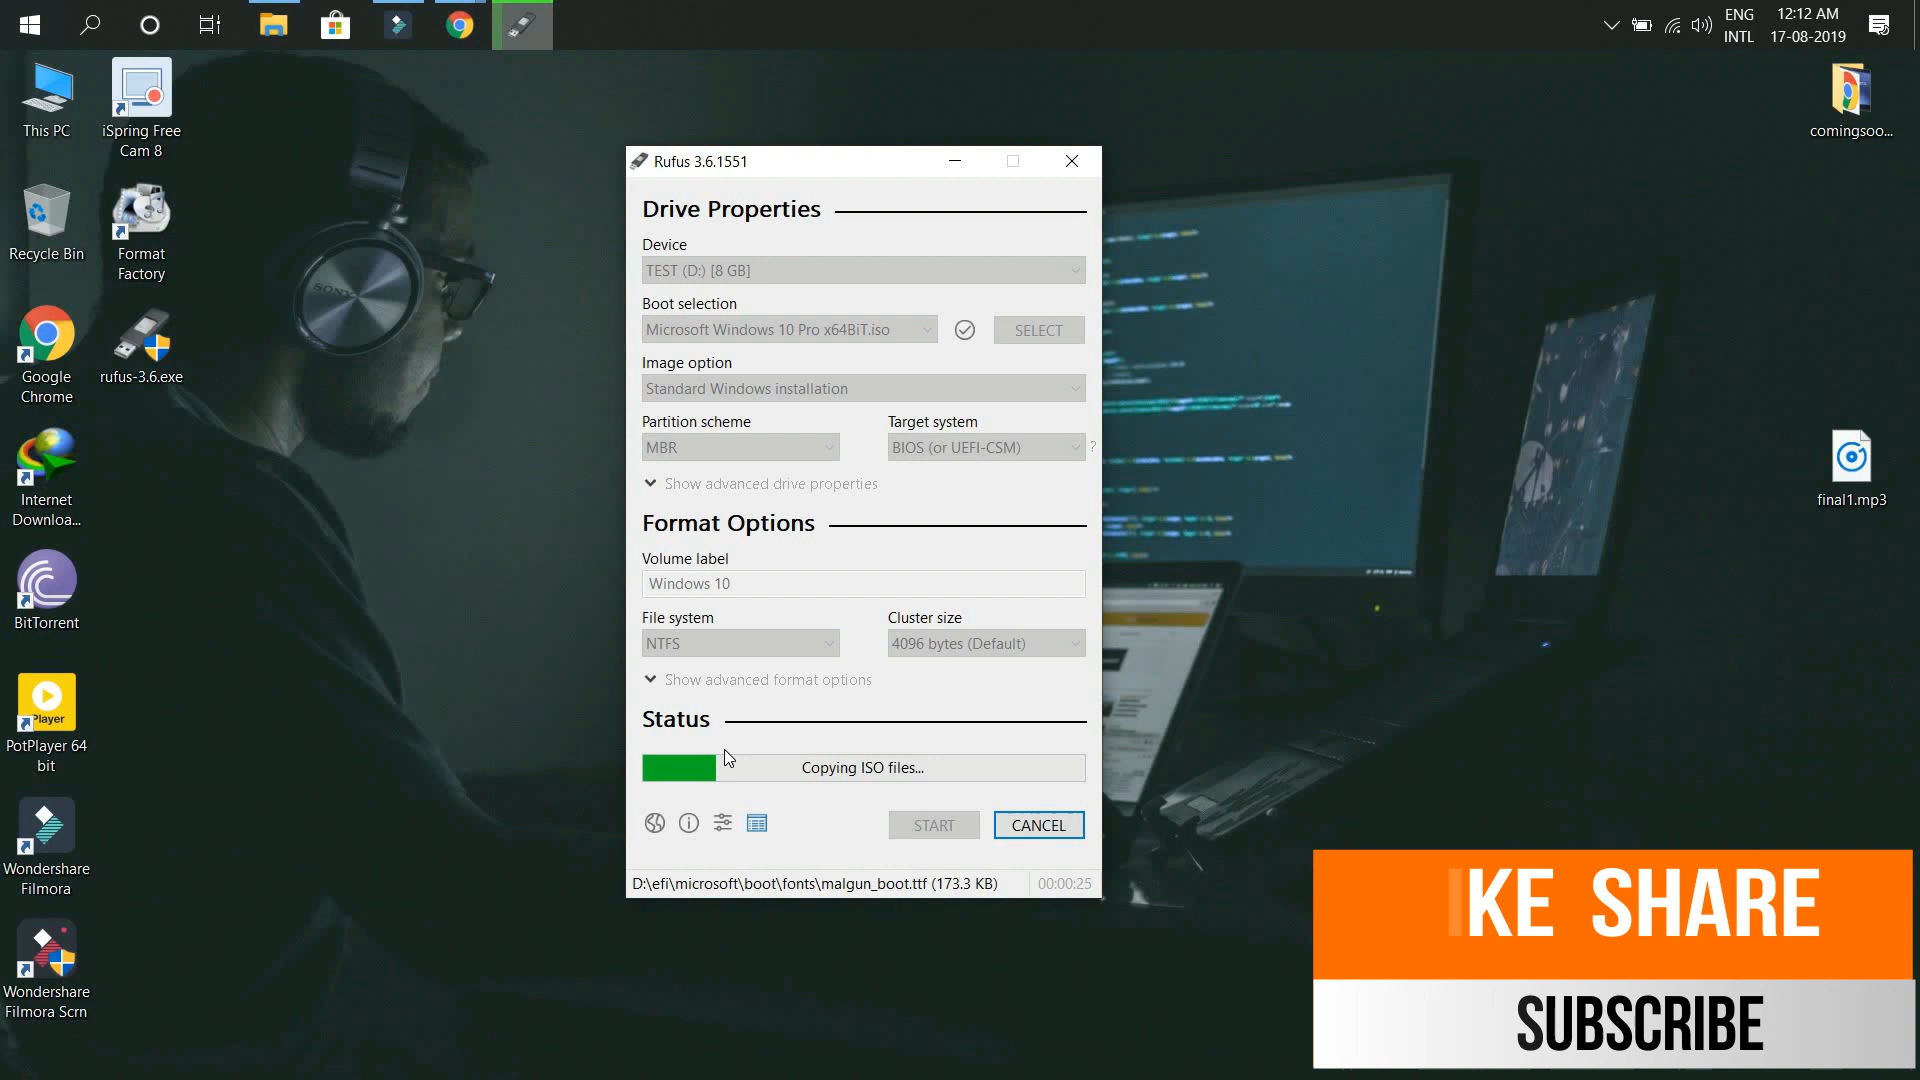 ENG
INTL
12:12 AM
17-08-2019
This PC
iSpring Free
Cam 8
Recycle Bin
Format
Factory
Google
Chrome
rufus-3.6.exe
Internet
Downloa...
BitTorrent
Player
PotPlayer 64
bit
Wondershare
Filmora
Wondershare
Filmora Scrn
comingsoo...
final1.mp3
SONY
Rufus 3.6.1551
Drive Properties
Device
TEST (D:) [8 GB]
Boot selection
Microsoft Windows 10 Pro x64BiT.iso
SELECT
Image option
Standard Windows installation
Partition scheme
Target system
MBR
BIOS (or UEFI-CSM)
?
Show advanced drive properties
Format Options
Volume label
Windows 10
File system
Cluster size
NTFS
4096 bytes (Default)
Show advanced format options
Status
Copying ISO files...
START
CANCEL
D:\efi\microsoft\boot\fonts\malgun_boot.ttf (173.3 KB)
00:00:25
KE SHARE
SUBSCRIBE